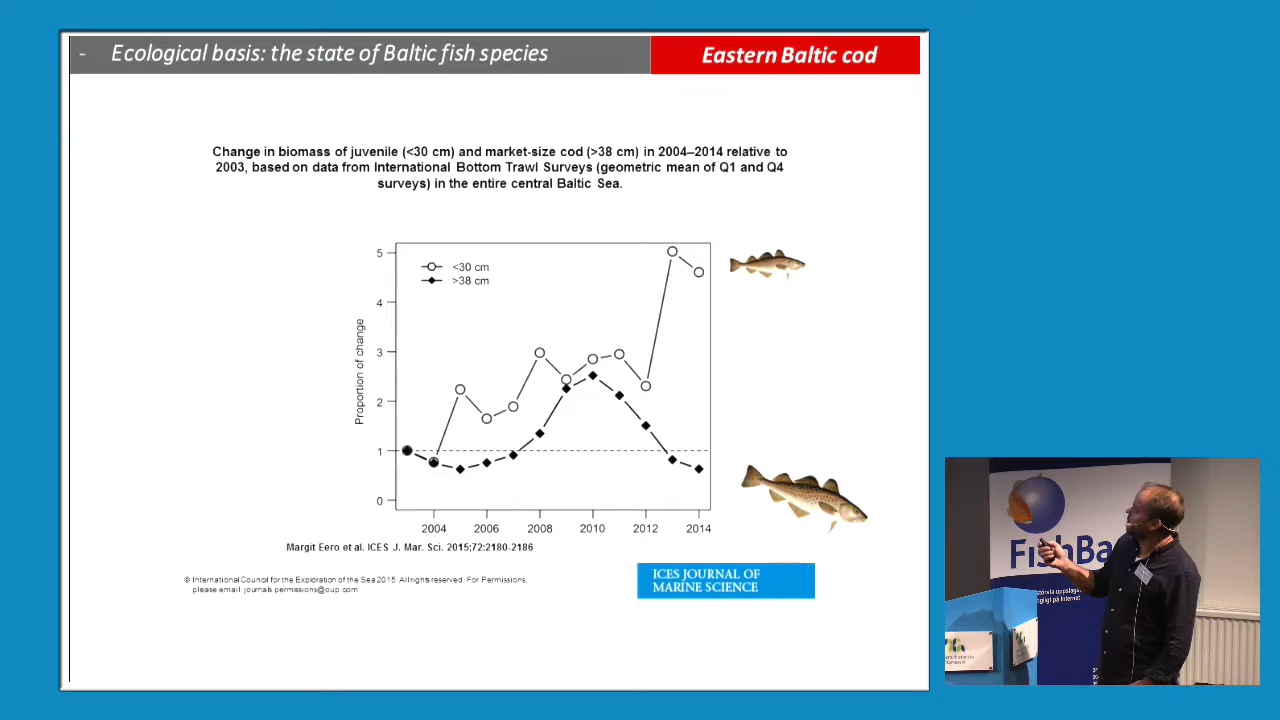 - Ecological basis: the state of Baltic fish species
Eastern Baltic cod
Change in biomass of juvenile (<30 cm) and market-size cod (>38 cm) in 2004–2014 relative to
2003, based on data from International Bottom Trawl Surveys (geometric mean of Q1 and Q4
surveys) in the entire central Baltic Sea.
<30 cm
>38 cm
Proportion of change
5
4
3
2
1
0
2004 2006 2008 2010 2012 2014
Margit Eero et al. ICES J. Mar. Sci. 2015;72:2180-2186
© International Council for the Exploration of the Sea 2015. All rights reserved. For Permissions,
please email: journals.permissions@oup.com
ICES JOURNAL OF
MARINE SCIENCE
FishBa